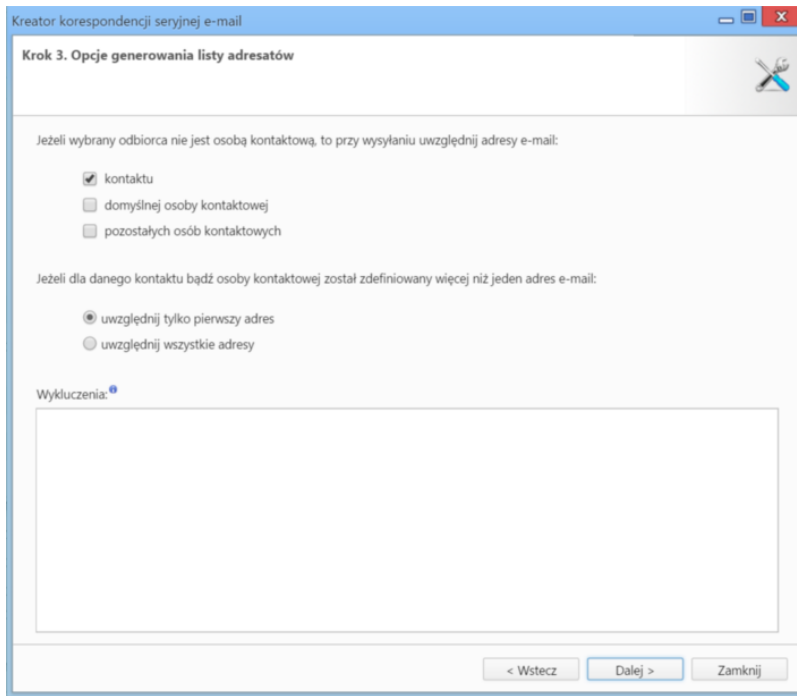 Kreator korespondencji seryjnej e-mail
Krok 3. Opcje generowania listy adresatów
Jeżeli wybrany odbiorca nie jest osobą kontaktową, to przy wysyłaniu uwzględnij adresy e-mail:
kontaktu
domyślnej osoby kontaktowej
pozostałych osób kontaktowych
Jeżeli dla danego kontaktu bądź osoby kontaktowej został zdefiniowany więcej niż jeden adres e-mail:
uwzględnij tylko pierwszy adres
uwzględnij wszystkie adresy
Wykluczenia:
< Wstecz Dalej > Zamknij